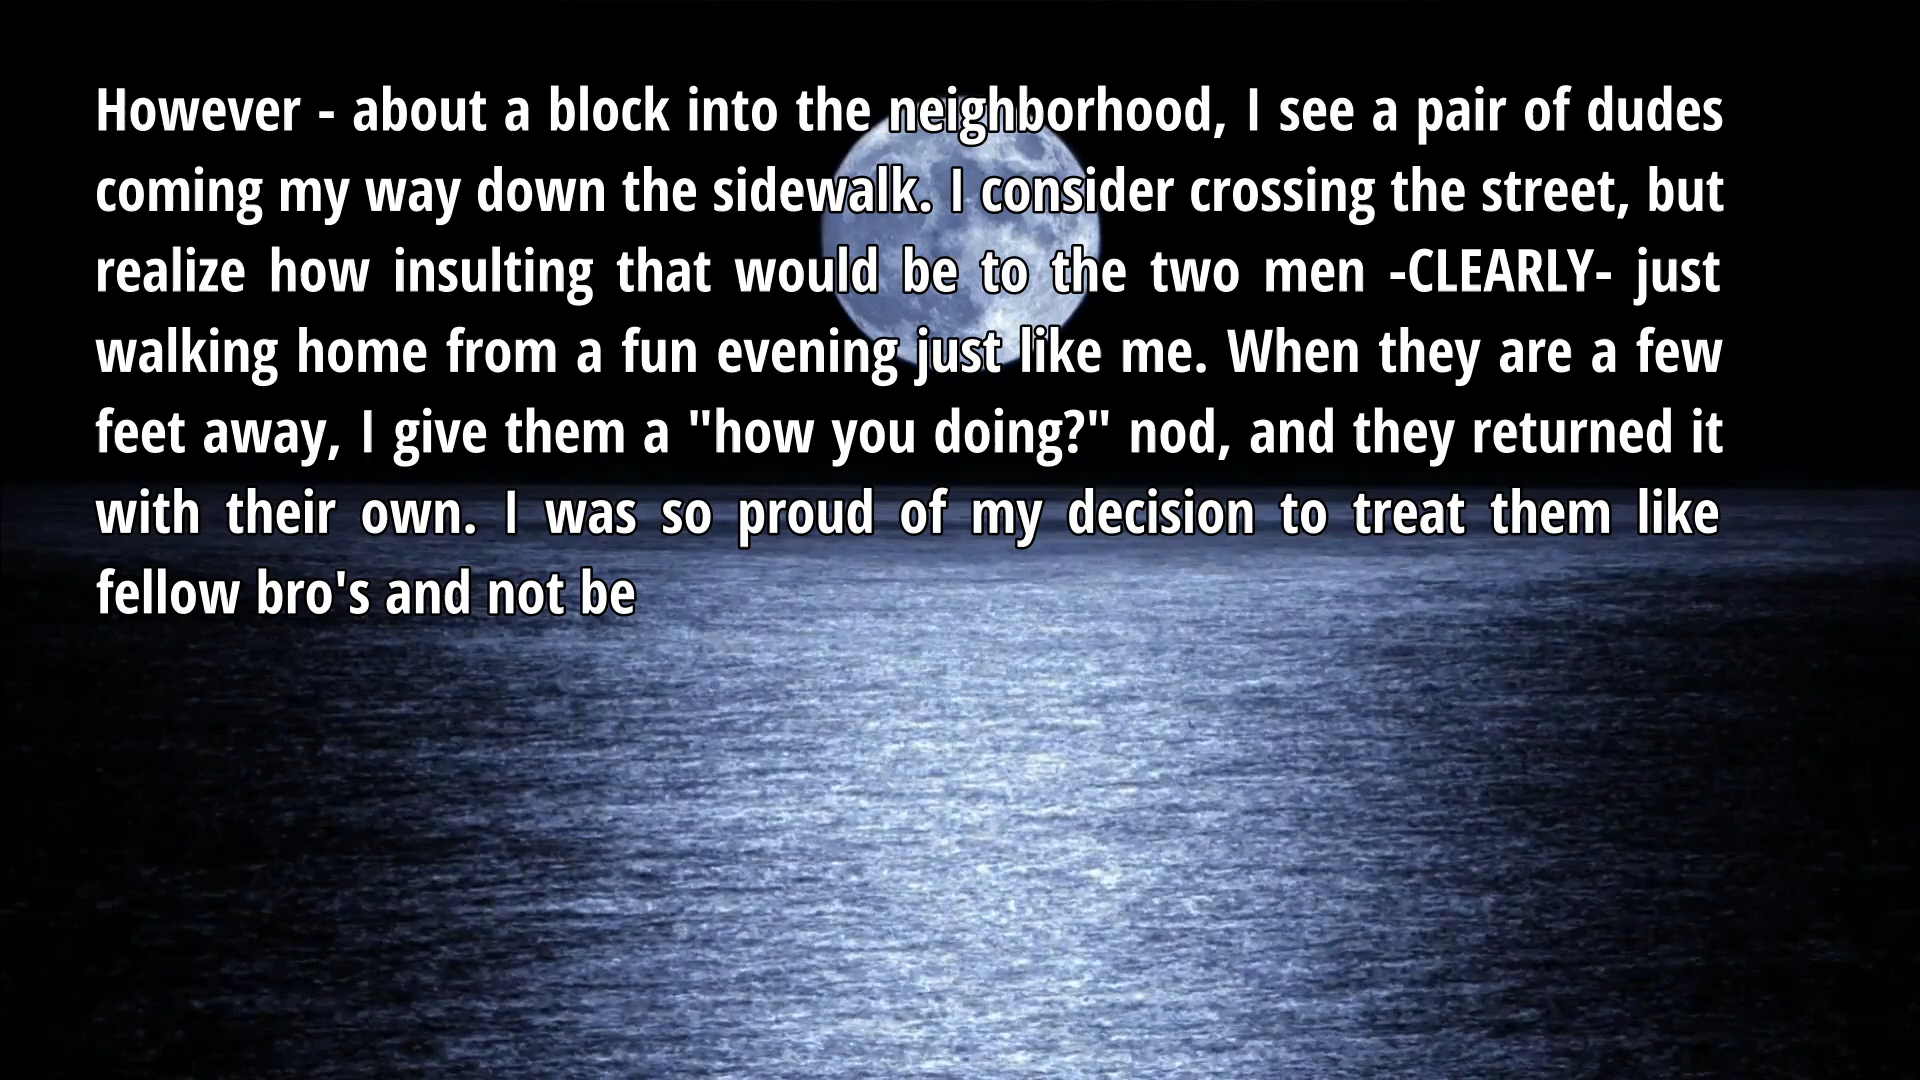 However - about a block into the neighborhood, I see a pair of dudes
coming my way down the sidewalk. I consider crossing the street, but
realize how insulting that would be to the two men -CLEARLY- just
walking home from a fun evening just like me. When they are a few
feet away, I give them a "how you doing?" nod, and they returned it
with their own. I was so proud of my decision to treat them like
fellow bro's and not be